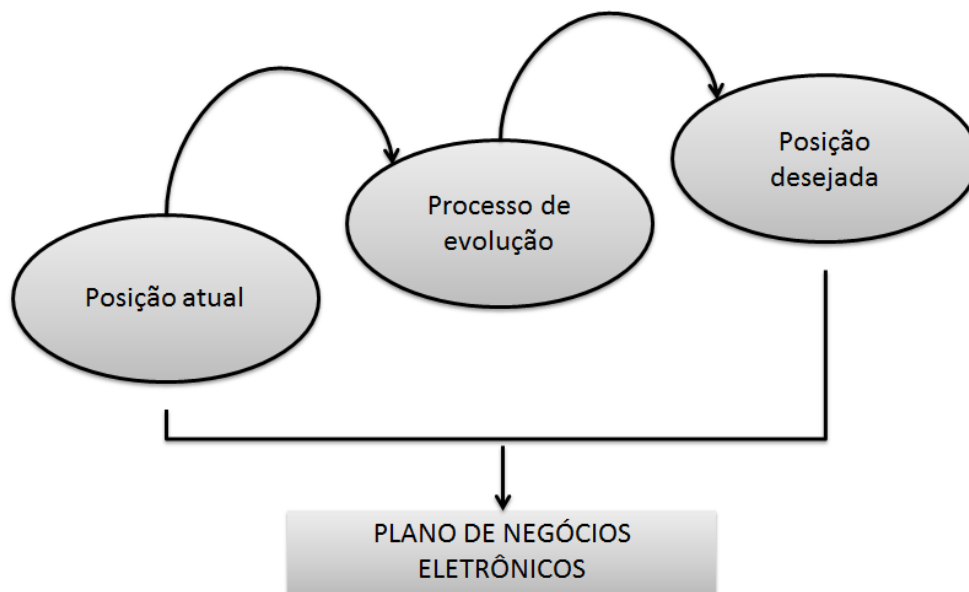 Posição atual
Processo de
evolução
Posição
desejada
PLANO DE NEGÓCIOS
ELETRÔNICOS